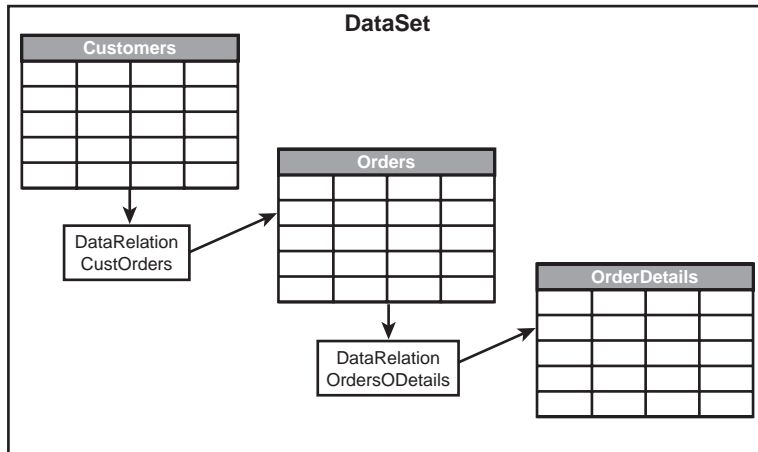 DataSet
Customers
Orders
DataRelation
CustOrders
OrderDetails
DataRelation
OrdersODetails